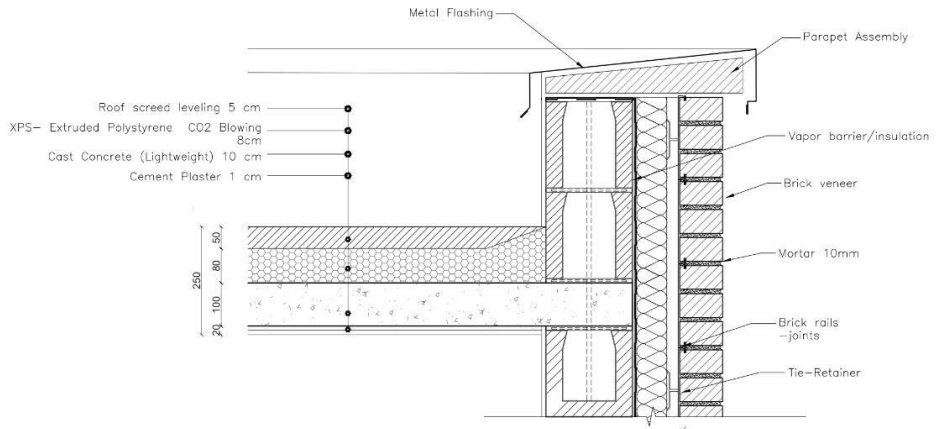 Metal Flashing
Parapet Assembly
Roof screed leveling 5 cm
XPS- Extruded Polystyrene CO2 Blowing
8cm
Cast Concrete (Lightweight) 10 cm
Cement Plaster 1 cm
Vapor barrier/insulation
Brick veneer
Mortar 10mm
Brick rails
-joints
Tie-Retainer
250
50
80
100
20